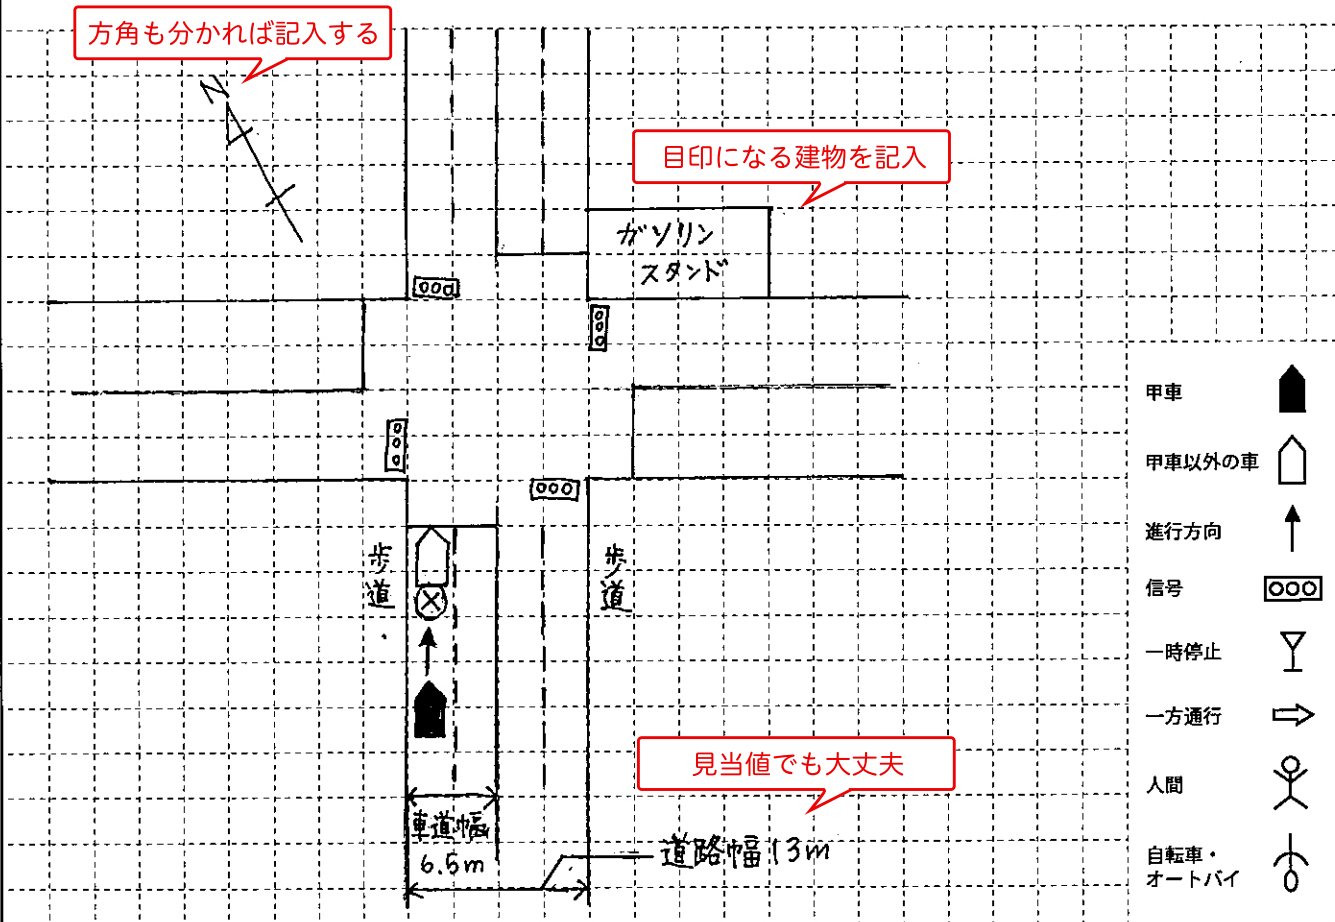 方角も分かれば記入する
N
目印になる建物を記入
ガソリン
スタンド
甲車
甲車以外の車
進行方向
信号
一時停止
一方通行
人間
自転車・
オートバイ
歩道
歩道
見当値でも大丈夫
車道幅
6.5m
道路幅13m